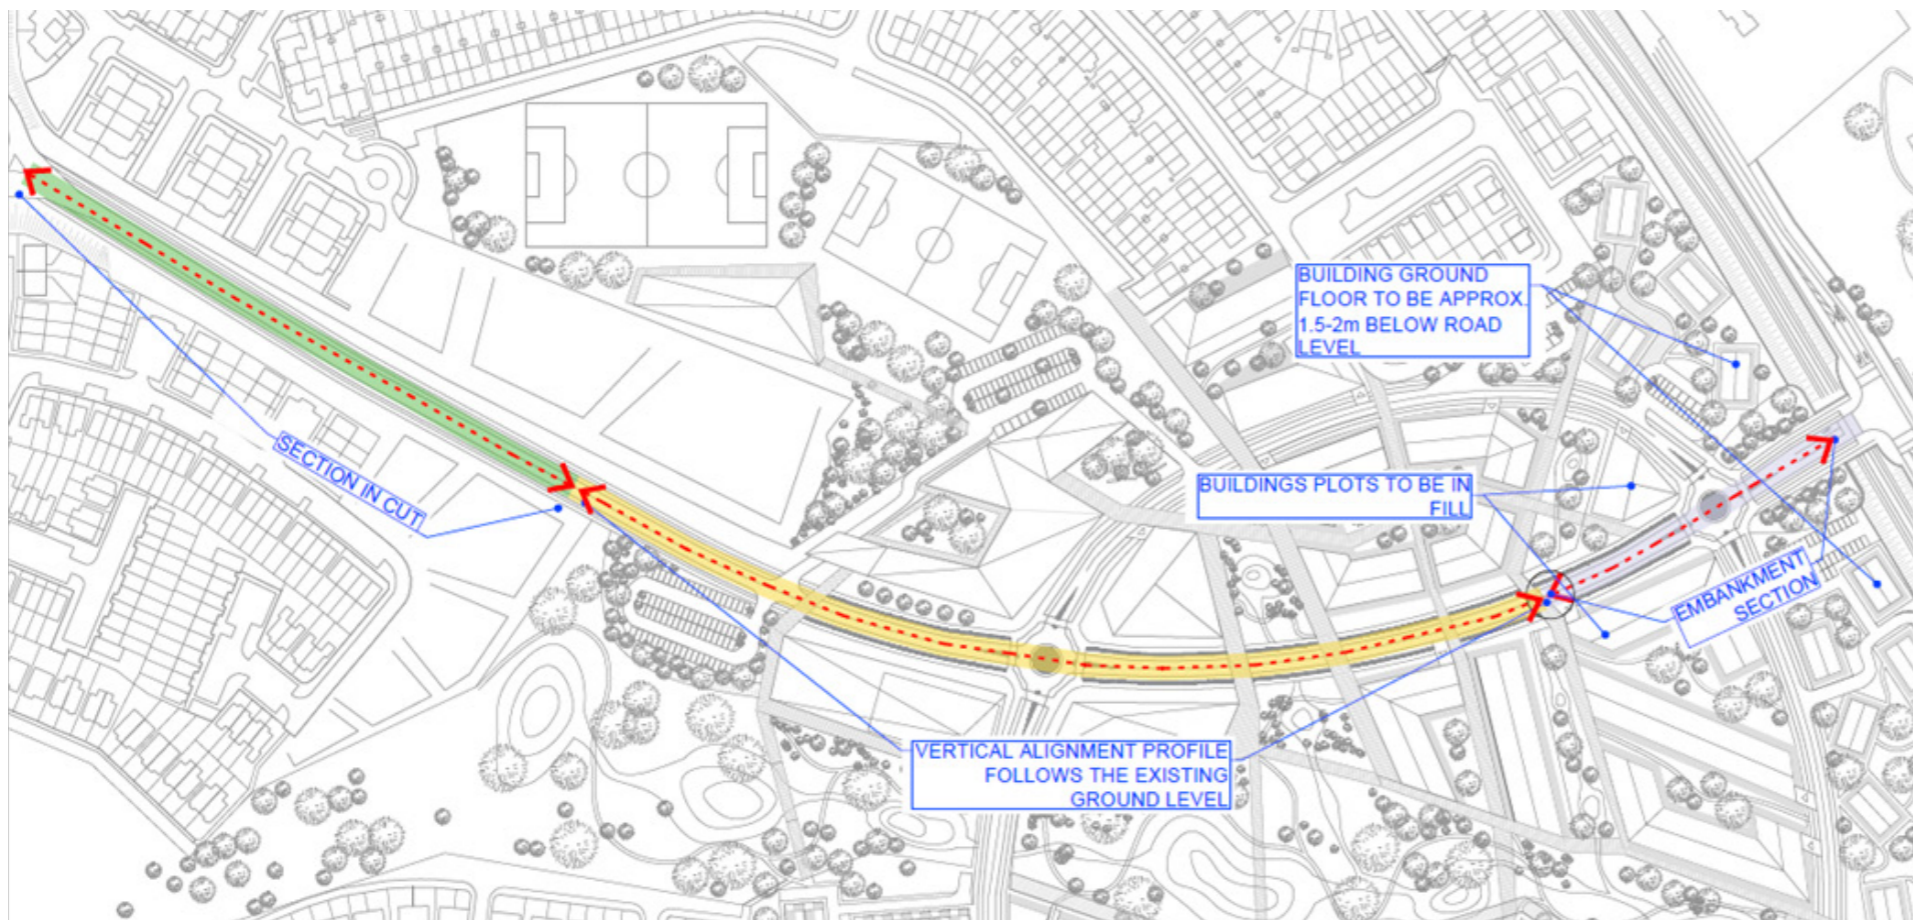 BUILDING GROUND
FLOOR TO BE APPROX.
1.5-2m BELOW ROAD
LEVEL
SECTION IN CUT
BUILDINGS PLOTS TO BE IN
FILL
EMBANKMENT
SECTION
VERTICAL ALIGNMENT PROFILE
FOLLOWS THE EXISTING
GROUND LEVEL